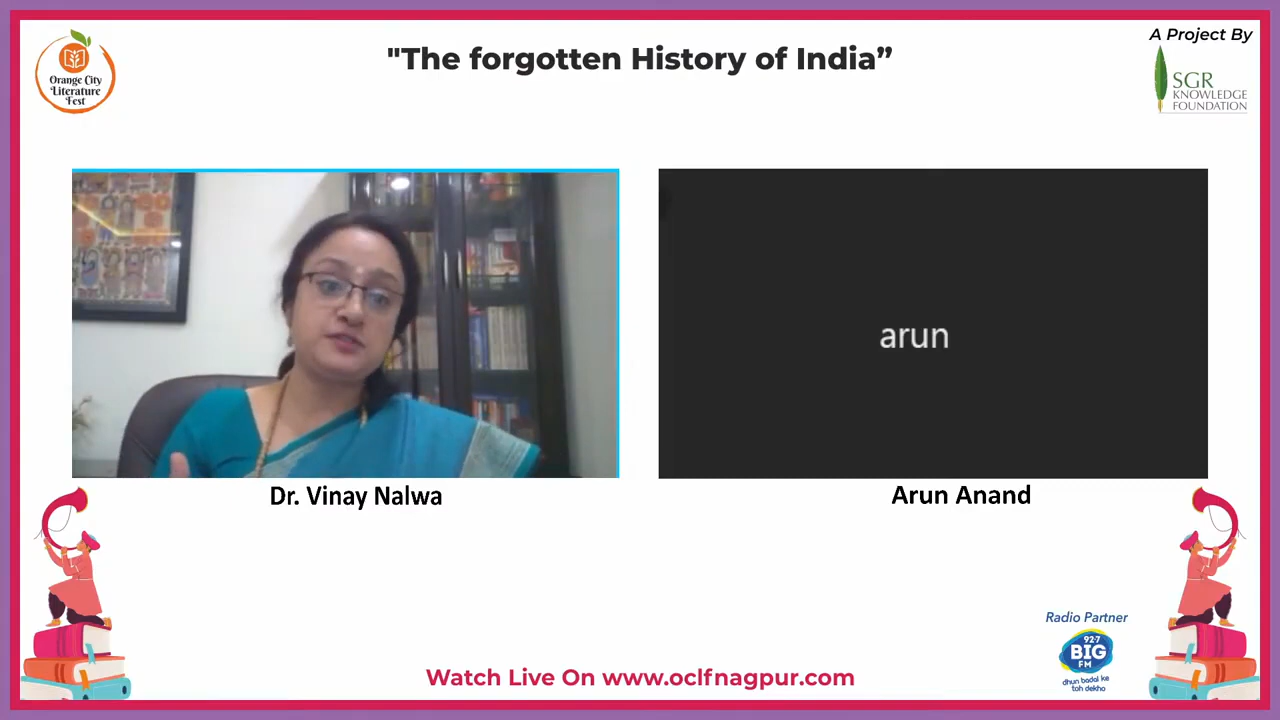 "The forgotten History of India”
Orange City
Literature
Fest
A Project By
SGR
KNOWLEDGE
FOUNDATION
arun
Dr. Vinay Nalwa
Arun Anand
Radio Partner
92.7
BIG
FM
dhun badal ke
toh dekho
Watch Live On www.oclfnagpur.com